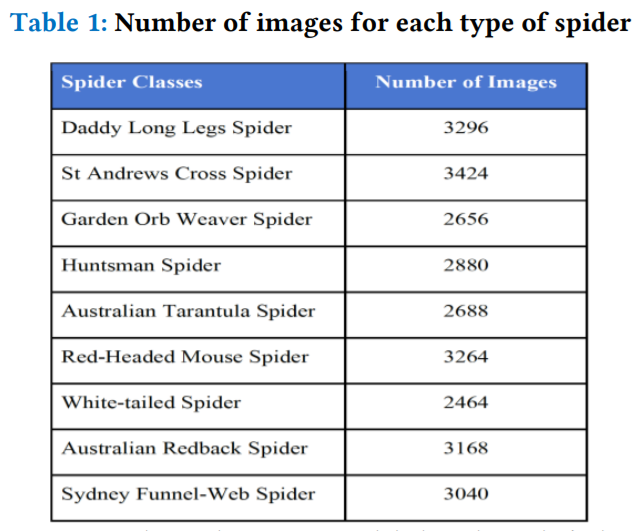 Table 1: Number of images for each type of spider
Spider Classes Number of Images
Daddy Long Legs Spider 3296
St Andrews Cross Spider 3424
Garden Orb Weaver Spider 2656
Huntsman Spider 2880
Australian Tarantula Spider 2688
Red-Headed Mouse Spider 3264
White-tailed Spider 2464
Australian Redback Spider 3168
Sydney Funnel-Web Spider 3040